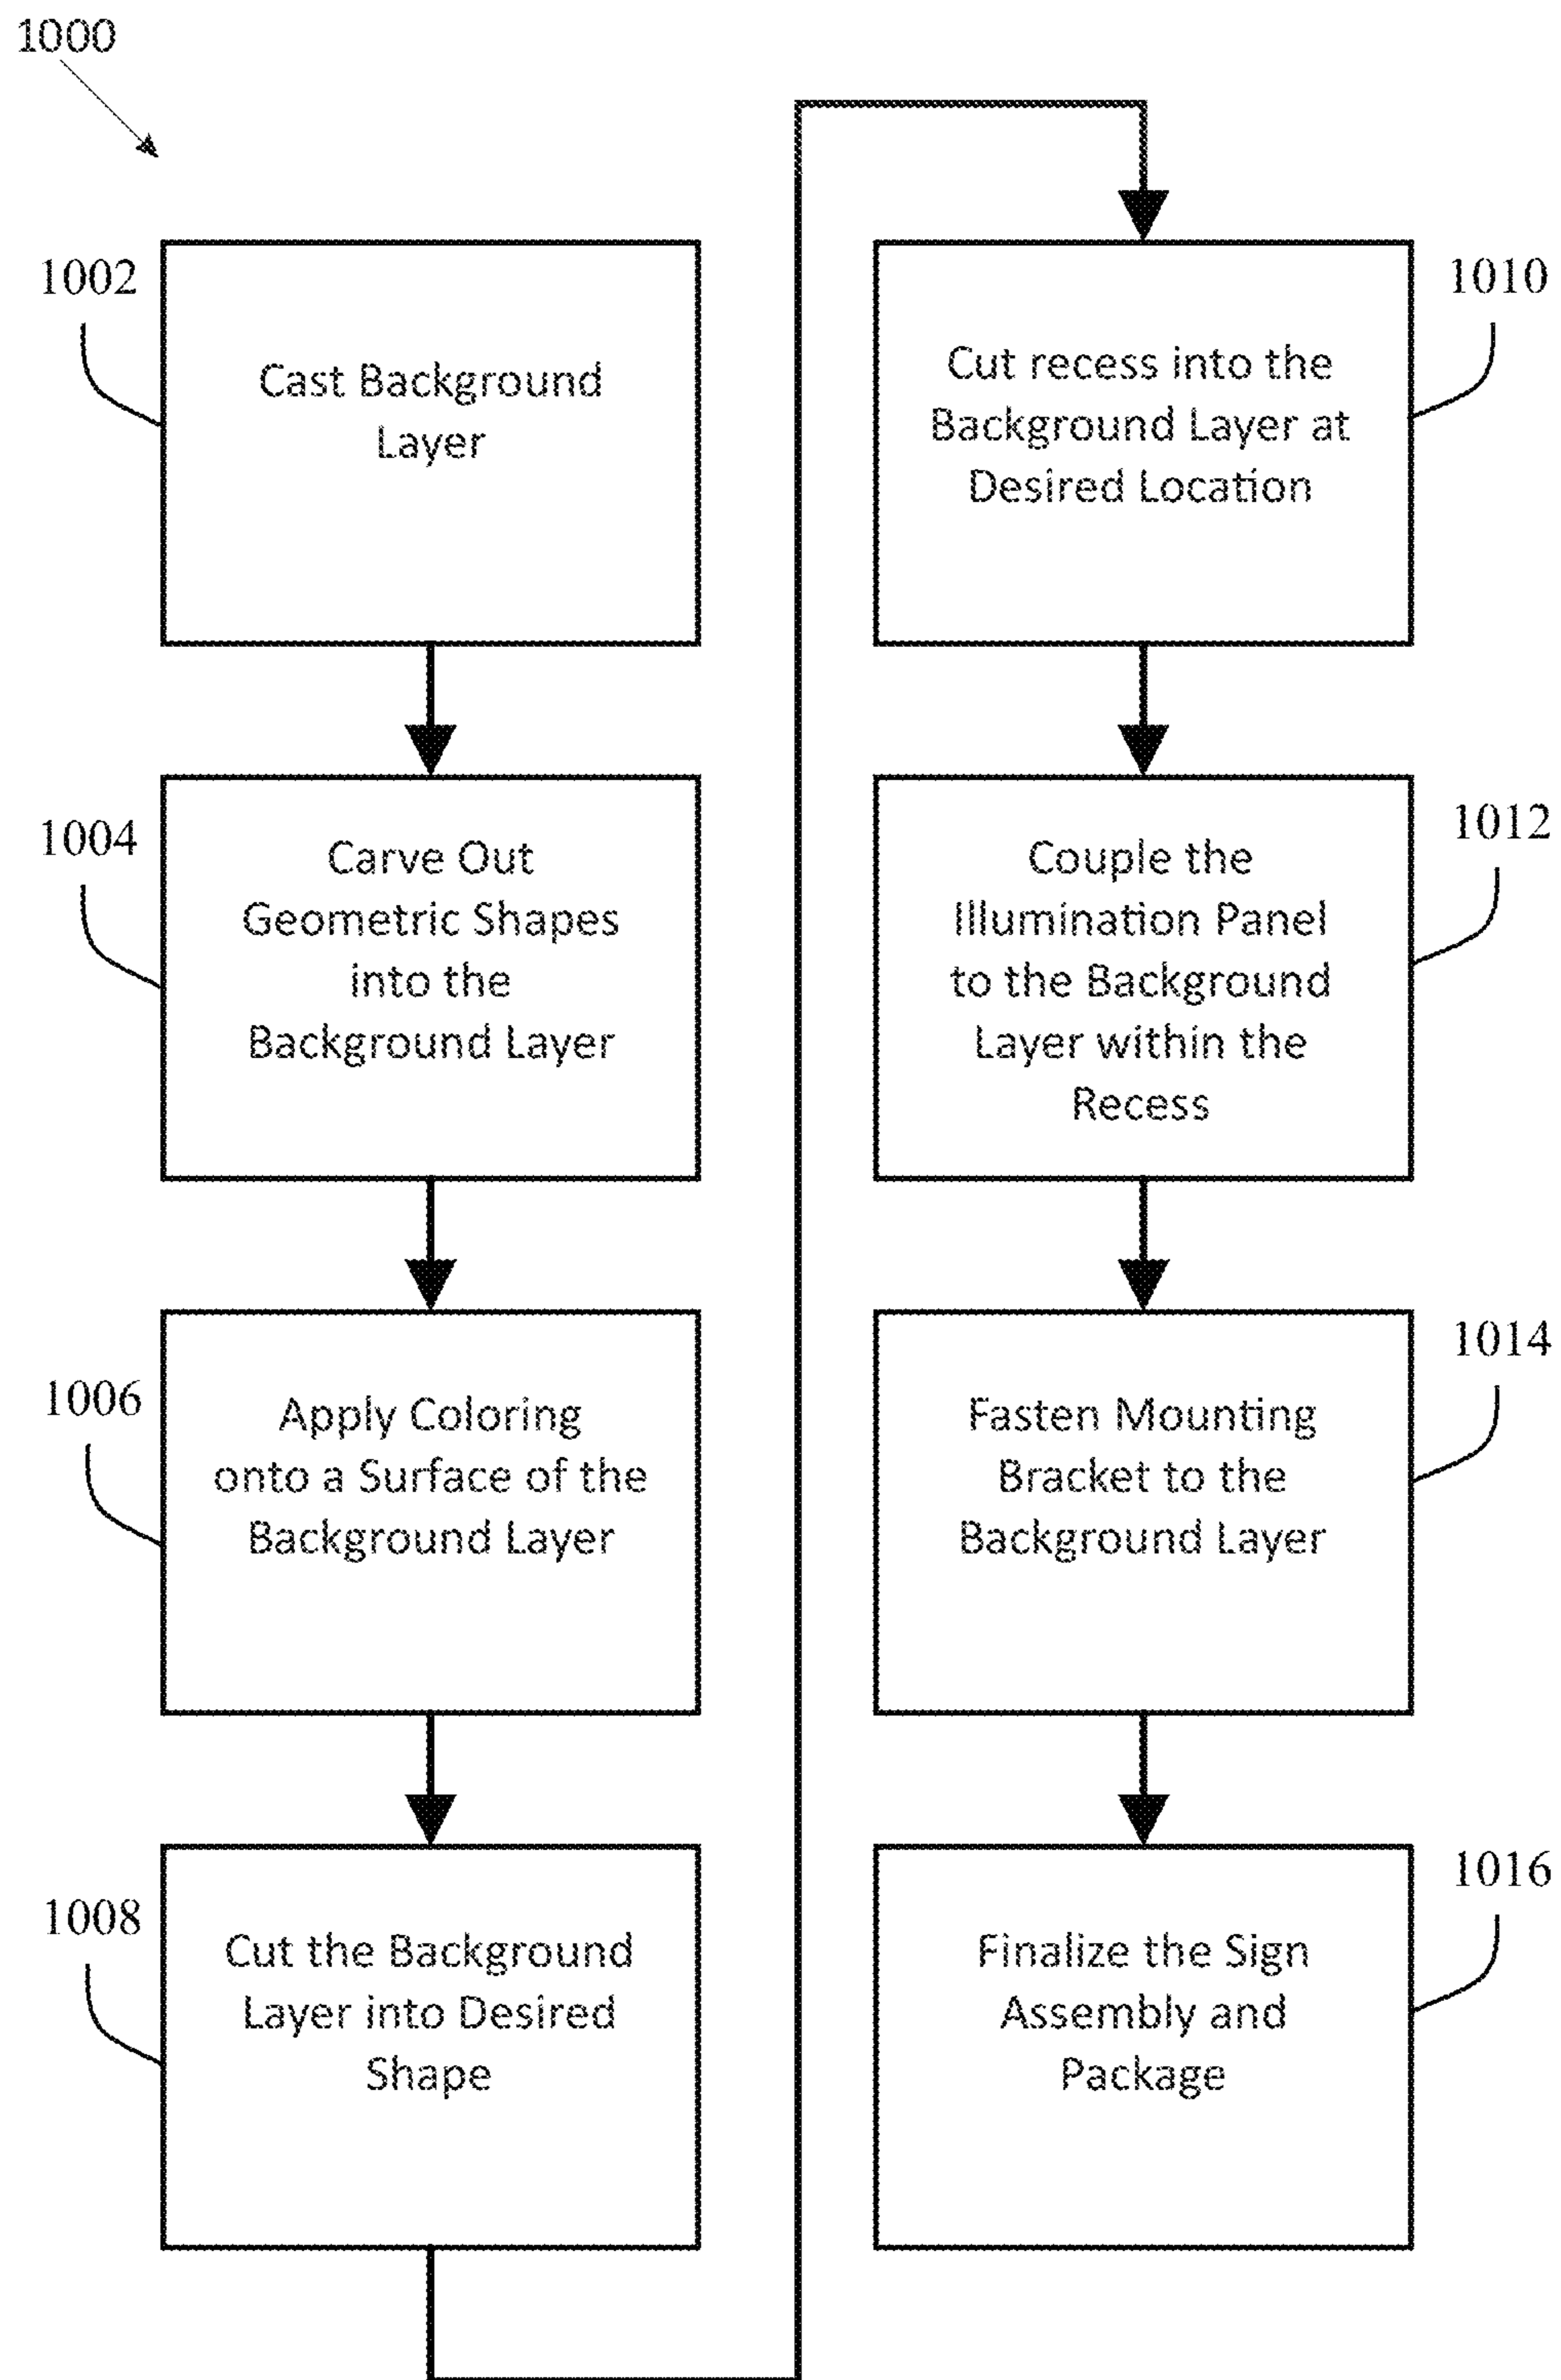 1000
1002
Cast Background
Layer
1004
Carve Out
Geometric Shapes
into the
Background Layer
1006
Apply Coloring
onto a Surface of the
Background Layer
1008
Cut the Background
Layer into Desired
Shape
1010
Cut recess into the
Background Layer at
Desired Location
1012
Couple the
Illumination Panel
to the Background
Layer within the
Recess
1014
Fasten Mounting
Bracket to the
Background Layer
1016
Finalize the Sign
Assembly and
Package